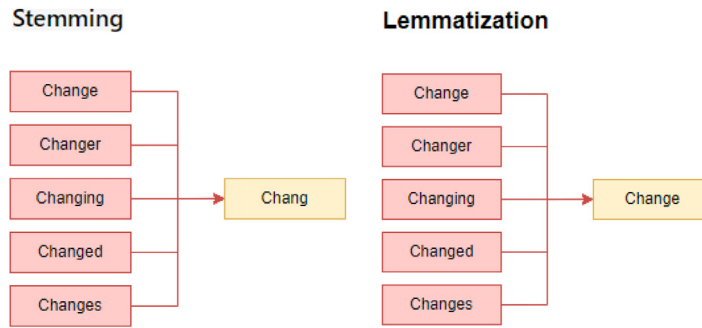 Stemming
Change
Changer
Changing
Changed
Changes
Chang
Lemmatization
Change
Changer
Changing
Changed
Changes
Change